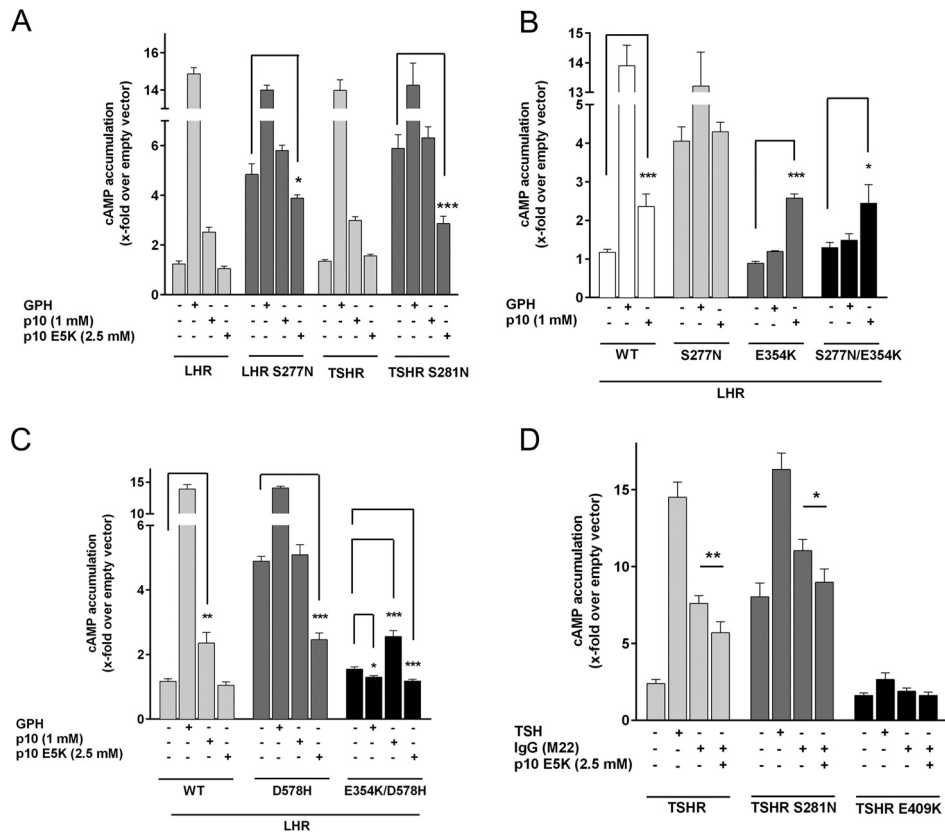 A
cAMP accumulation
(x-fold over empty vector)
16
14
6
4
2
0
* ***
GPH - + - - - + - - - + - - - + - -
p10 (1 mM) - - + - - - + - - - + - - - + -
p10 E5K (2.5 mM) - - - + - - - + - - - + - - - +
LHR LHR S277N TSHR TSHR S281N
B
cAMP accumulation
(x-fold over empty vector)
15
14
13
5
4
3
2
1
0
*** *** *
GPH - + - - + - - + - - + -
p10 (1 mM) - - + - - + - - + - - +
WT S277N E354K S277N/E354K
LHR
C
cAMP accumulation
(x-fold over empty vector)
15
10
6
4
2
0
** *** * *** ***
GPH - + - - - + - - - + - -
p10 (1 mM) - - + - - - + - - - + -
p10 E5K (2.5 mM) - - - + - - - + - - - +
WT D578H E354K/D578H
LHR
D
cAMP accumulation
(x-fold over empty vector)
15
10
5
0
** *
TSH - + - - - + - - - + - -
IgG (M22) - - + + - - + + - - + +
p10 E5K (2.5 mM) - - - + - - - + - - - +
TSHR TSHR S281N TSHR E409K